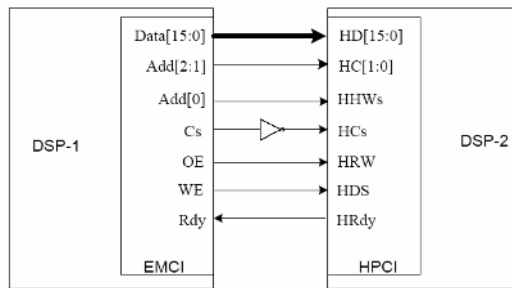 Data[15:0] HD[15:0]
Add[2:1] HC[1:0]
Add[0] HHWs
Cs HCs
DSP-1 DSP-2
OE HRW
WE HDS
Rdy HRdy
EMCI HPCI